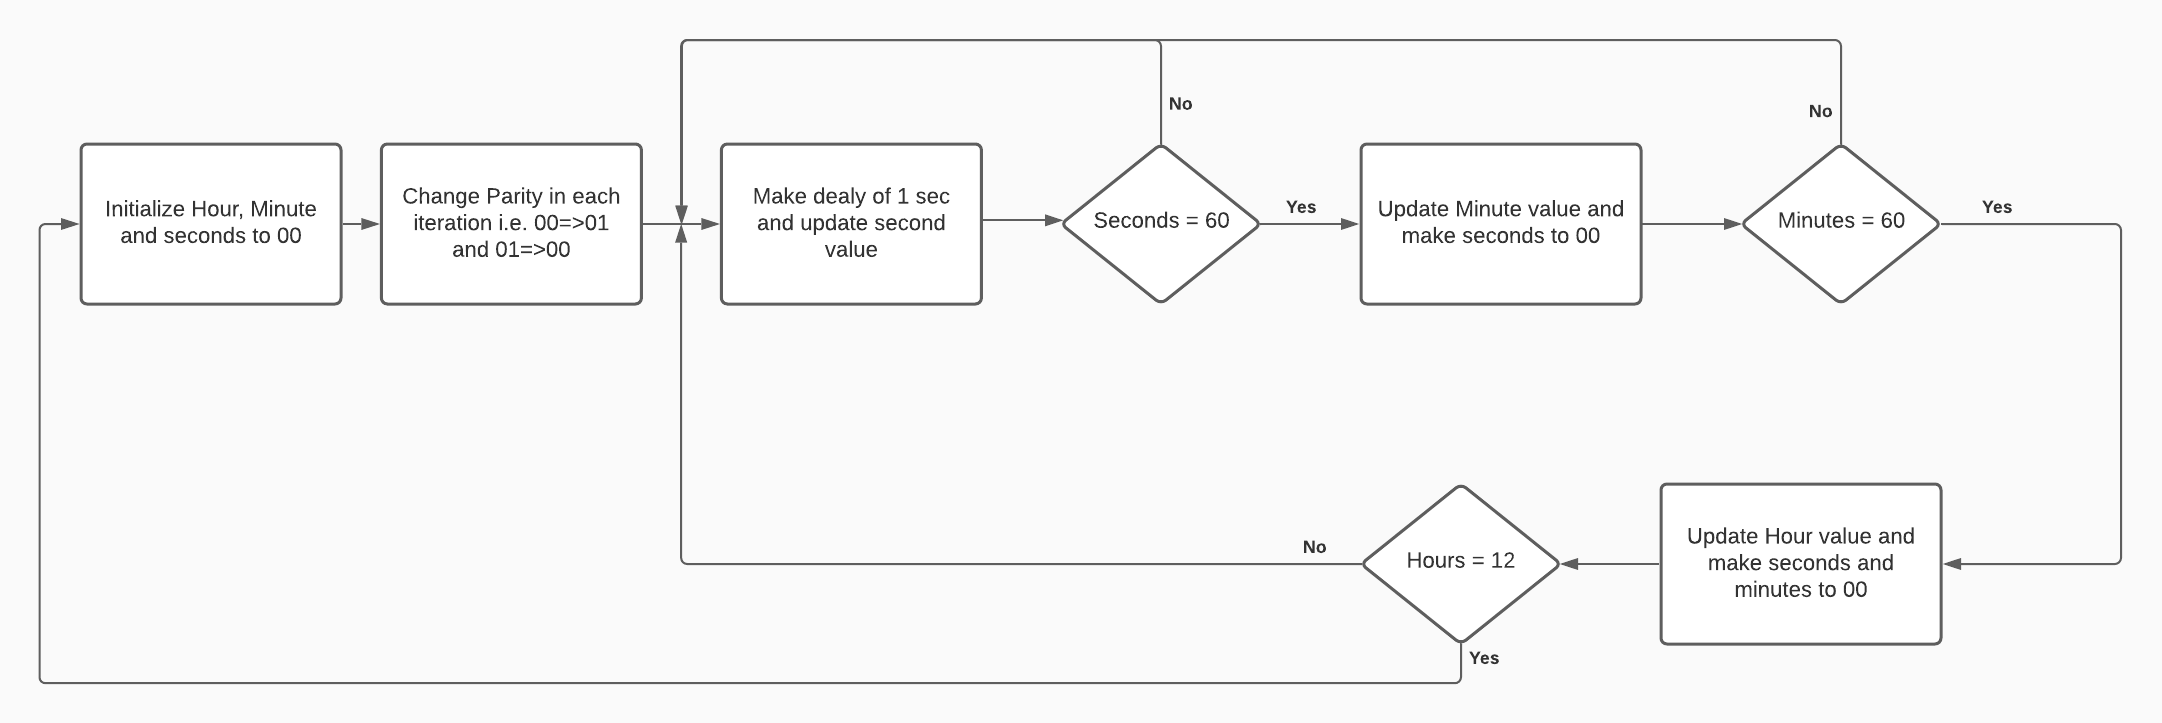 Initialize Hour, Minute
and seconds to 00
Change Parity in each
iteration i.e. 00=>01
and 01=>00
Make dealy of 1 sec
and update second
value
Seconds = 60
No
Yes
Update Minute value and
make seconds to 00
Minutes = 60
No
Yes
Update Hour value and
make seconds and
minutes to 00
Hours = 12
No
Yes